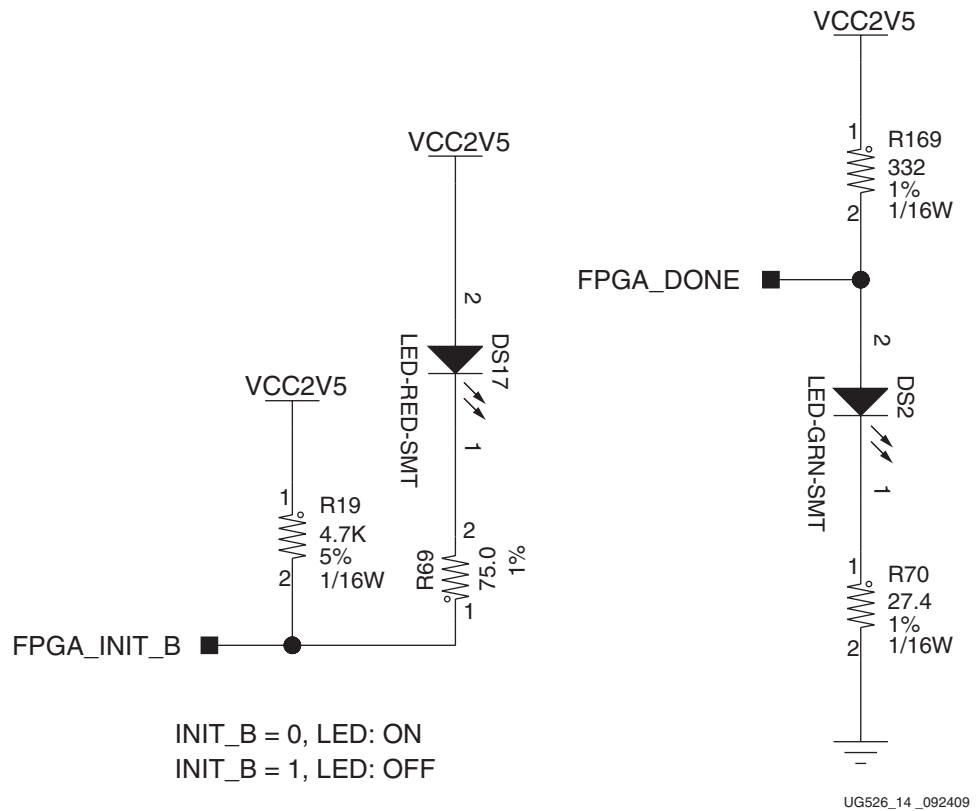 VCC2V5
1
R169
332
1%
1/16W
2
FPGA_DONE
2
DS2
LED-GRN-SMT
1
1
R70
27.4
1%
1/16W
2
VCC2V5
2
DS17
LED-RED-SMT
1
2
R69
75.0
1%
1
VCC2V5
1
R19
4.7K
5%
1/16W
2
FPGA_INIT_B
INIT_B = 0, LED: ON
INIT_B = 1, LED: OFF
UG526_14 _092409